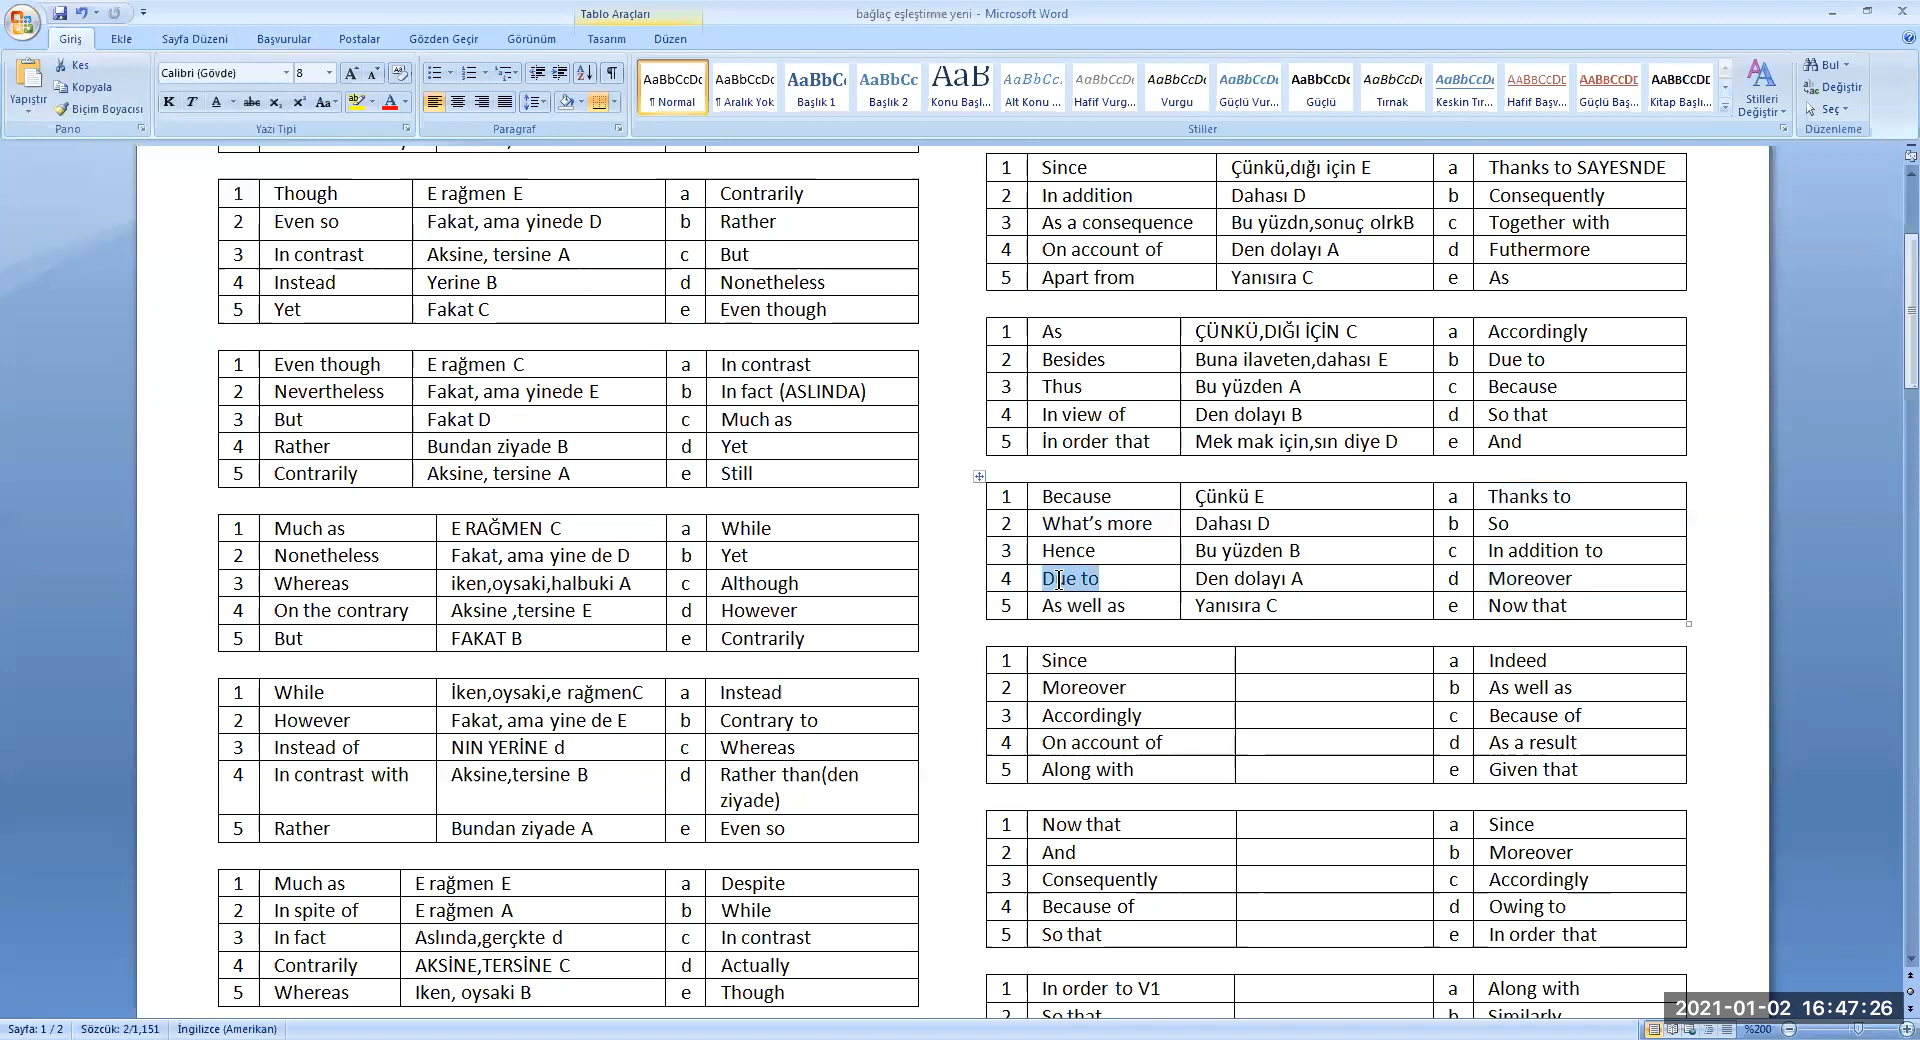 Tablo Araçları
bağlaç eşleştirme yeni - Microsoft Word
Giriş Ekle Sayfa Düzeni Başvurular Postalar Gözden Geçir Görünüm Tasarım Düzen
Yapıştır
Kes
Kopyala
Biçim Boyacısı
Pano
Calibri (Gövde) 8
Yazı Tipi
Paragraf
AaBbCcDc AaBbCcDc AaBbC AaBbCc AaB AaBbCc. AaBbCcDc AaBbCcDc AaBbCcDc AaBbCcDc AaBbCcDc AaBbCcDc AaBbCcDc AaBbCcDc AaBbCcDc
¶ Normal ¶ Aralık Yok Başlık 1 Başlık 2 Konu Başl... Alt Konu ... Hafif Vurg... Vurgu Güçlü Vur... Güçlü Tırnak Keskin Tır... Hafif Başv... Güçlü Baş... Kitap Başlı...
Stiller
Stilleri Değiştir
Bul
Değiştir
Seç
Düzenleme
1 Though E rağmen E a Contrarily
2 Even so Fakat, ama yinede D b Rather
3 In contrast Aksine, tersine A c But
4 Instead Yerine B d Nonetheless
5 Yet Fakat C e Even though
1 Even though E rağmen C a In contrast
2 Nevertheless Fakat, ama yinede E b In fact (ASLINDA)
3 But Fakat D c Much as
4 Rather Bundan ziyade B d Yet
5 Contrarily Aksine, tersine A e Still
1 Much as E RAĞMEN C a While
2 Nonetheless Fakat, ama yine de D b Yet
3 Whereas iken,oysaki,halbuki A c Although
4 On the contrary Aksine ,tersine E d However
5 But FAKAT B e Contrarily
1 While İken,oysaki,e rağmenC a Instead
2 However Fakat, ama yine de E b Contrary to
3 Instead of NIN YERİNE d c Whereas
4 In contrast with Aksine,tersine B d Rather than(den
ziyade)
5 Rather Bundan ziyade A e Even so
1 Much as E rağmen E a Despite
2 In spite of E rağmen A b While
3 In fact Aslında,gerçkte d c In contrast
4 Contrarily AKSİNE,TERSİNE C d Actually
5 Whereas Iken, oysaki B e Though
1 Since Çünkü,dığı için E a Thanks to SAYESNDE
2 In addition Dahası D b Consequently
3 As a consequence Bu yüzdn,sonuç olrkB c Together with
4 On account of Den dolayı A d Futhermore
5 Apart from Yanısıra C e As
1 As ÇÜNKÜ,DIĞI İÇİN C a Accordingly
2 Besides Buna ilaveten,dahası E b Due to
3 Thus Bu yüzden A c Because
4 In view of Den dolayı B d So that
5 İn order that Mek mak için,sın diye D e And
1 Because Çünkü E a Thanks to
2 What’s more Dahası D b So
3 Hence Bu yüzden B c In addition to
4 Due to Den dolayı A d Moreover
5 As well as Yanısıra C e Now that
1 Since a Indeed
2 Moreover b As well as
3 Accordingly c Because of
4 On account of d As a result
5 Along with e Given that
1 Now that a Since
2 And b Moreover
3 Consequently c Accordingly
4 Because of d Owing to
5 So that e In order that
1 In order to V1 a Along with
2 So that b Similarly
2021-01-02 16:47:26
Sayfa: 1 / 2 Sözcük: 2/1,151 İngilizce (Amerikan) %200